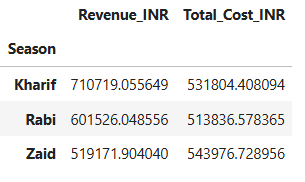 Revenue_INR Total_Cost_INR
Season
Kharif 710719.055649 531804.408094
Rabi 601526.048556 513836.578365
Zaid 519171.904040 543976.728956